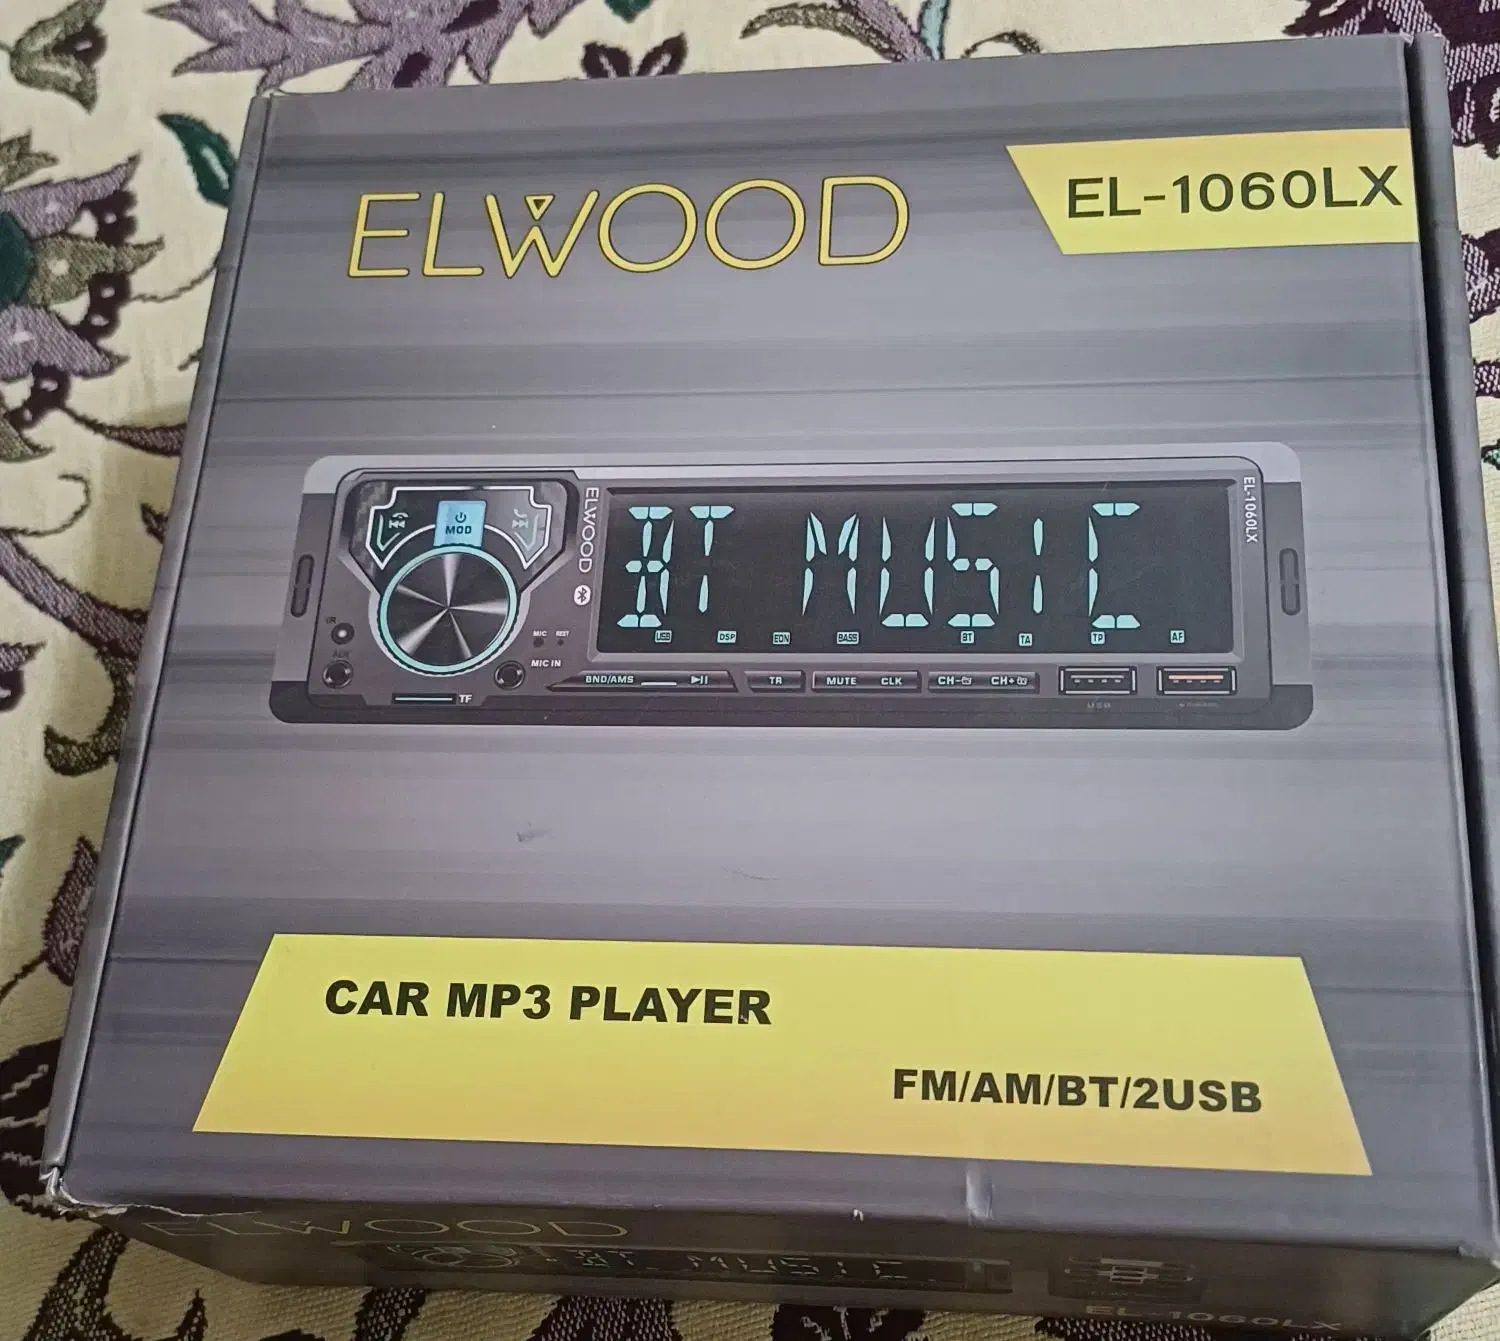 ELWOOD
EL-1060LX
MOD
ELWOOD
EL-1060LX
BT MUSIC
USB DSP EON BASS BT TA TP AF
IR
AUX
MIC
REST
MIC IN
TF
BND/AMS
TR
MUTE CLK
CH- CH+
USB
CAR MP3 PLAYER
FM/AM/BT/2USB
ELWOOD
BT MUSIC
EL-1060LX